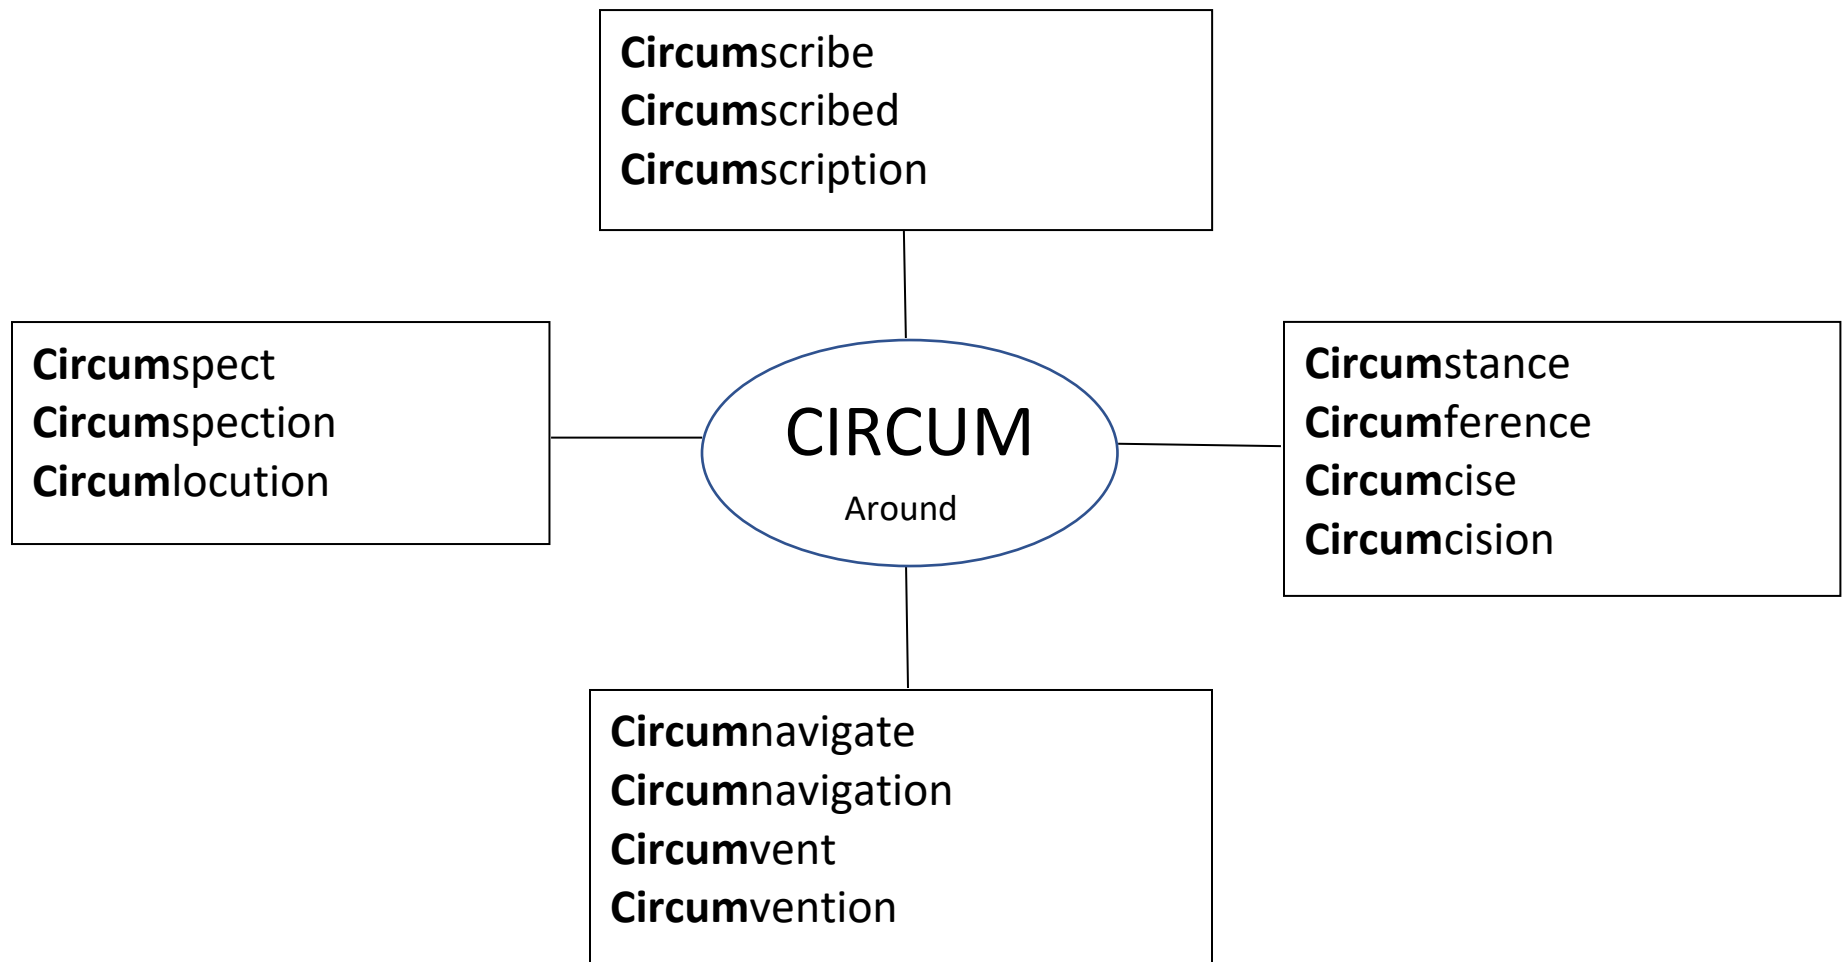 Circumscribe
Circumscribed
Circumscription
Circumspect
Circumspection
Circumlocution
CIRCUM
Around
Circumstance
Circumference
Circumcise
Circumcision
Circumnavigate
Circumnavigation
Circumvent
Circumvention